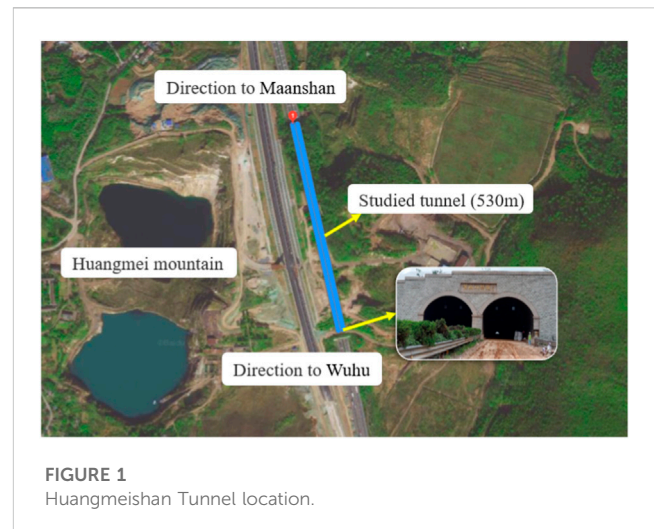 Direction to Maanshan
Studied tunnel (530m)
Huangmei mountain
Direction to Wuhu
FIGURE 1
Huangmeishan Tunnel location.